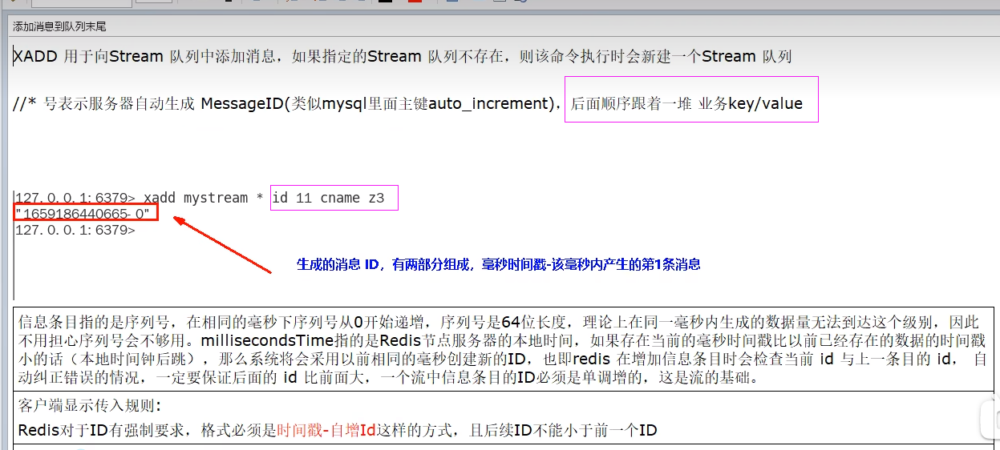 添加消息到队列末尾
XADD 用于向Stream 队列中添加消息，如果指定的Stream 队列不存在，则该命令执行时会新建一个Stream 队列
//* 号表示服务器自动生成 MessageID(类似mysql里面主键auto_increment)，后面顺序跟着一堆 业务key/value
127.0.0.1:6379> xadd mystream * id 11 cname z3
"1659186440665-0"
127.0.0.1:6379>
生成的消息 ID，有两部分组成，毫秒时间戳-该毫秒内产生的第1条消息
信息条目指的是序列号，在相同的毫秒下序列号从0开始递增，序列号是64位长度，理论上在同一毫秒内生成的数据量无法到达这个级别，因此
不用担心序列号会不够用。millisecondsTime指的是Redis节点服务器的本地时间，如果存在当前的毫秒时间戳比以前已经存在的数据的时间戳
小的话（本地时间钟后跳），那么系统将会采用以前相同的毫秒创建新的ID，也即redis 在增加信息条目时会检查当前 id 与上一条目的 id， 自
动纠正错误的情况，一定要保证后面的 id 比前面大，一个流中信息条目的ID必须是单调增的，这是流的基础。
客户端显示传入规则:
Redis对于ID有强制要求，格式必须是时间戳-自增Id这样的方式，且后续ID不能小于前一个ID